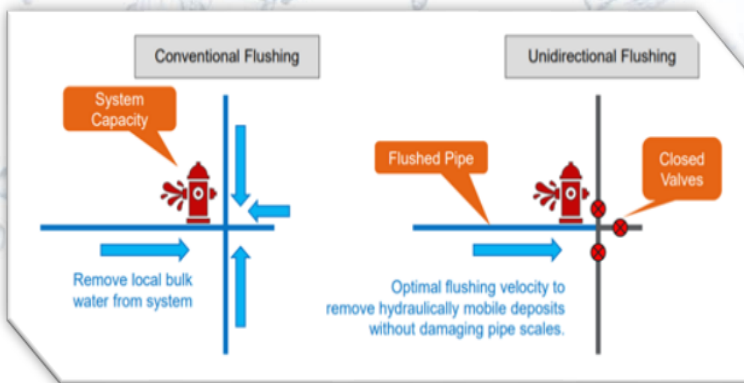 Conventional Flushing
System
Capacity
Remove local bulk
water from system
Unidirectional Flushing
Flushed Pipe
Closed
Valves
Optimal flushing velocity to
remove hydraulically mobile deposits
without damaging pipe scales.